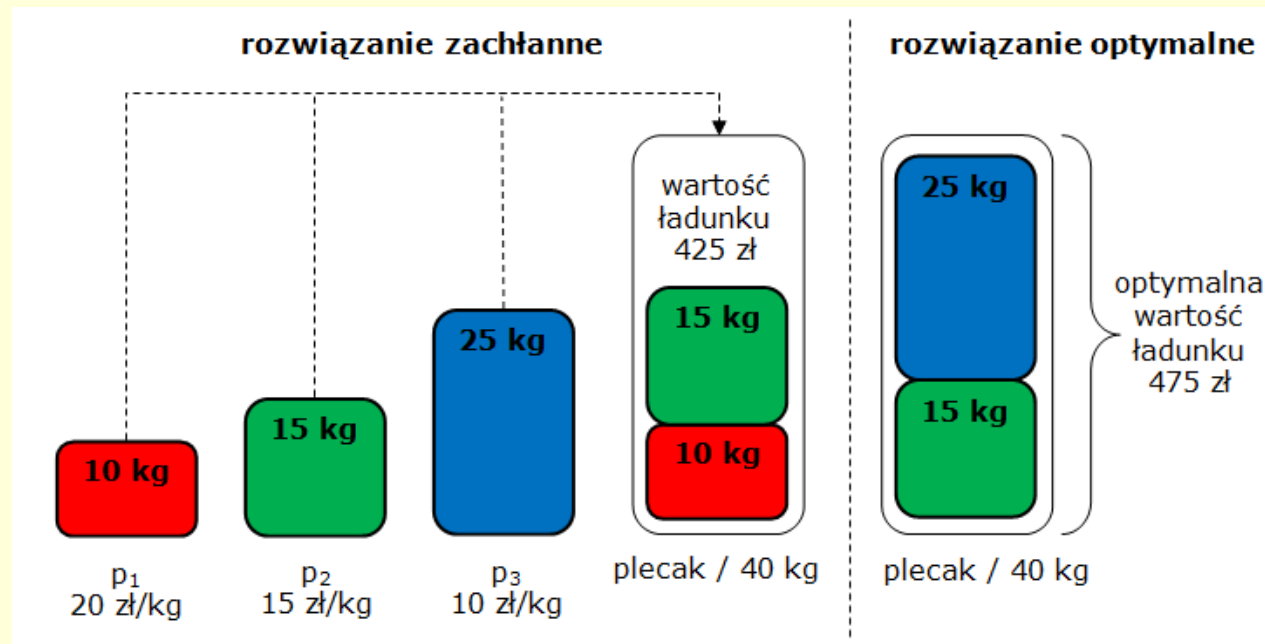 rozwiązanie zachłanne
10 kg
p₁
20 zł/kg
15 kg
p₂
15 zł/kg
25 kg
p₃
10 zł/kg
wartość
ładunku
425 zł
15 kg
10 kg
plecak / 40 kg
rozwiązanie optymalne
25 kg
15 kg
plecak / 40 kg
optymalna
wartość
ładunku
475 zł